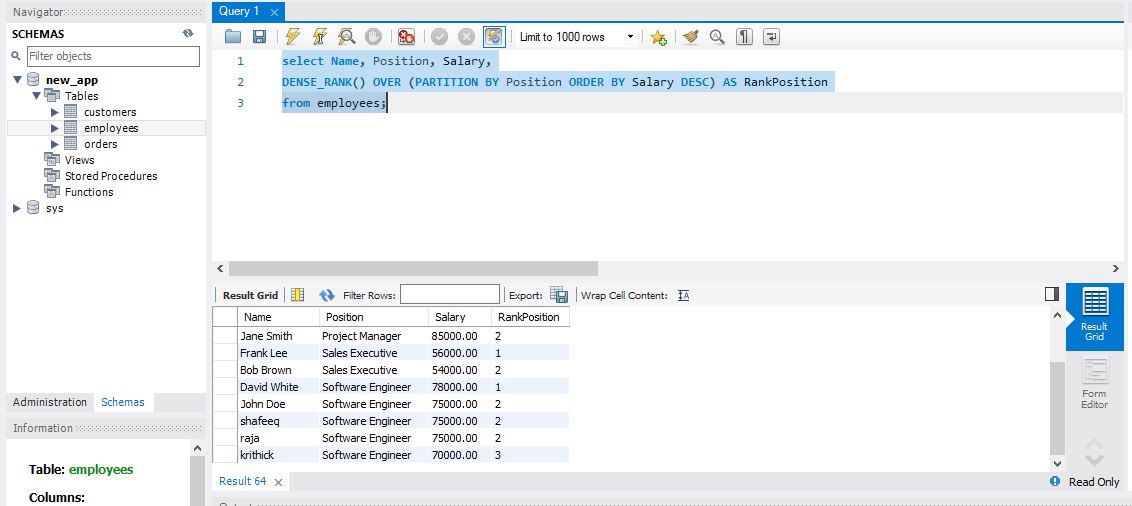 Navigator
SCHEMAS
Filter objects
new_app
Tables
customers
employees
orders
Views
Stored Procedures
Functions
sys
Administration Schemas
Information
Table: employees
Columns:
Query 1
Limit to 1000 rows
1 select Name, Position, Salary,
2 DENSE_RANK() OVER (PARTITION BY Position ORDER BY Salary DESC) AS RankPosition
3 from employees;
Result Grid Filter Rows: Export: Wrap Cell Content:
Name Position Salary RankPosition
Jane Smith Project Manager 85000.00 2
Frank Lee Sales Executive 56000.00 1
Bob Brown Sales Executive 54000.00 2
David White Software Engineer 78000.00 1
John Doe Software Engineer 75000.00 2
shafeeq Software Engineer 75000.00 2
raja Software Engineer 75000.00 2
krithick Software Engineer 70000.00 3
Result
Grid
Form
Editor
Result 64
Read Only